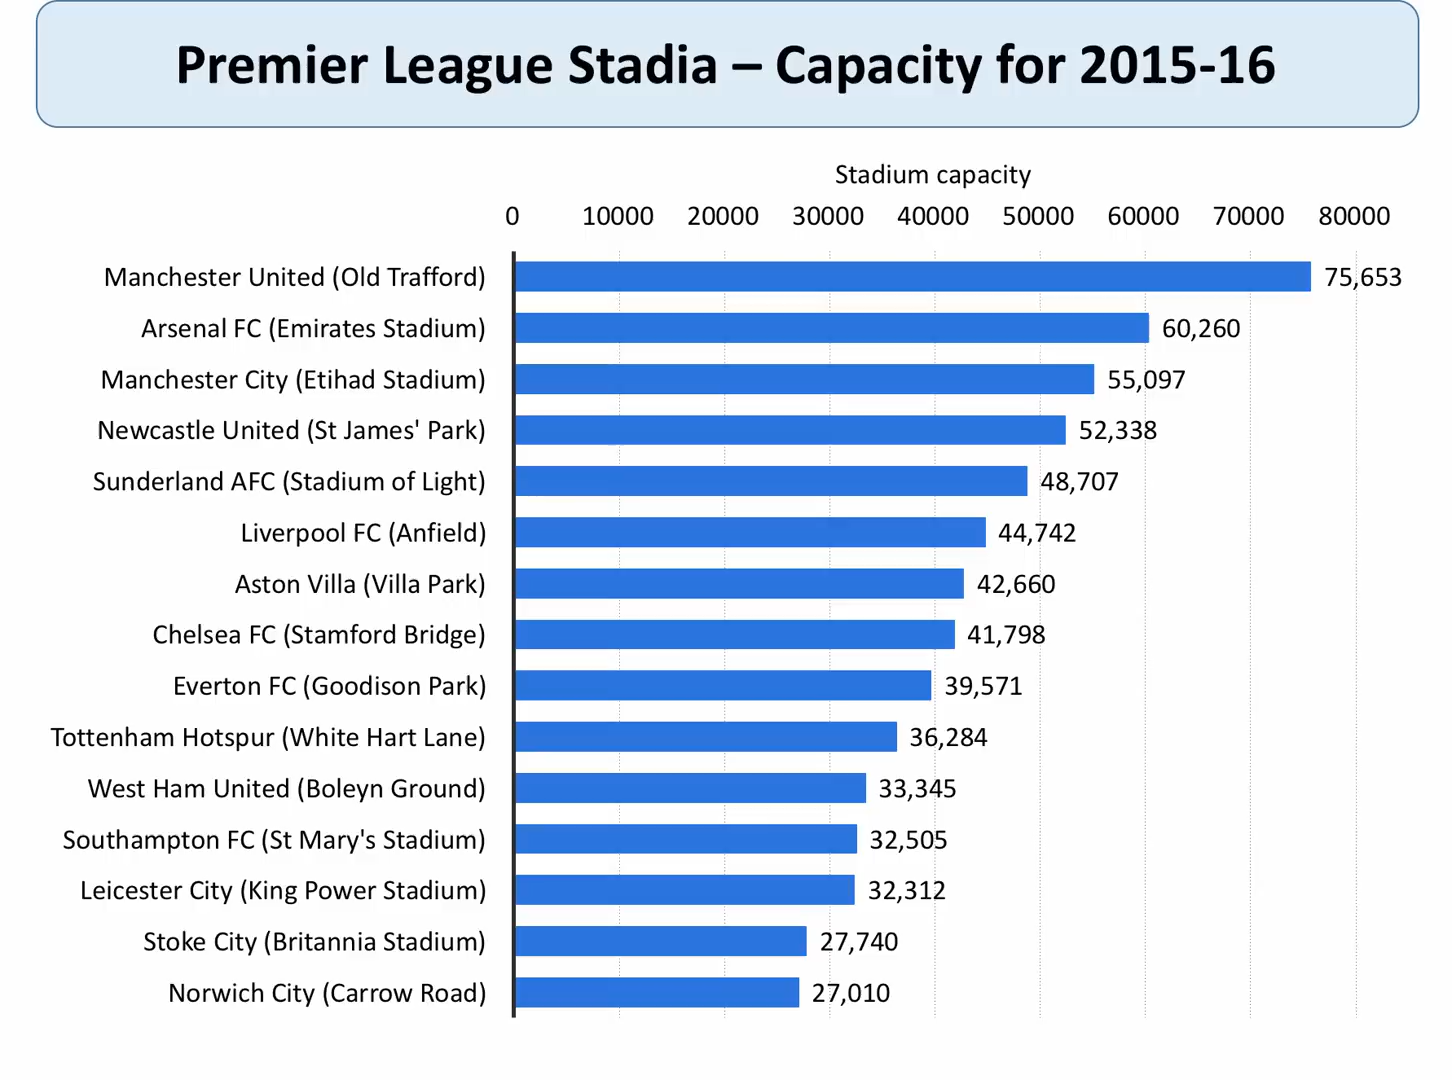 Premier League Stadia – Capacity for 2015-16
Stadium capacity
0 10000 20000 30000 40000 50000 60000 70000 80000
Manchester United (Old Trafford) 75,653
Arsenal FC (Emirates Stadium) 60,260
Manchester City (Etihad Stadium) 55,097
Newcastle United (St James' Park) 52,338
Sunderland AFC (Stadium of Light) 48,707
Liverpool FC (Anfield) 44,742
Aston Villa (Villa Park) 42,660
Chelsea FC (Stamford Bridge) 41,798
Everton FC (Goodison Park) 39,571
Tottenham Hotspur (White Hart Lane) 36,284
West Ham United (Boleyn Ground) 33,345
Southampton FC (St Mary's Stadium) 32,505
Leicester City (King Power Stadium) 32,312
Stoke City (Britannia Stadium) 27,740
Norwich City (Carrow Road) 27,010